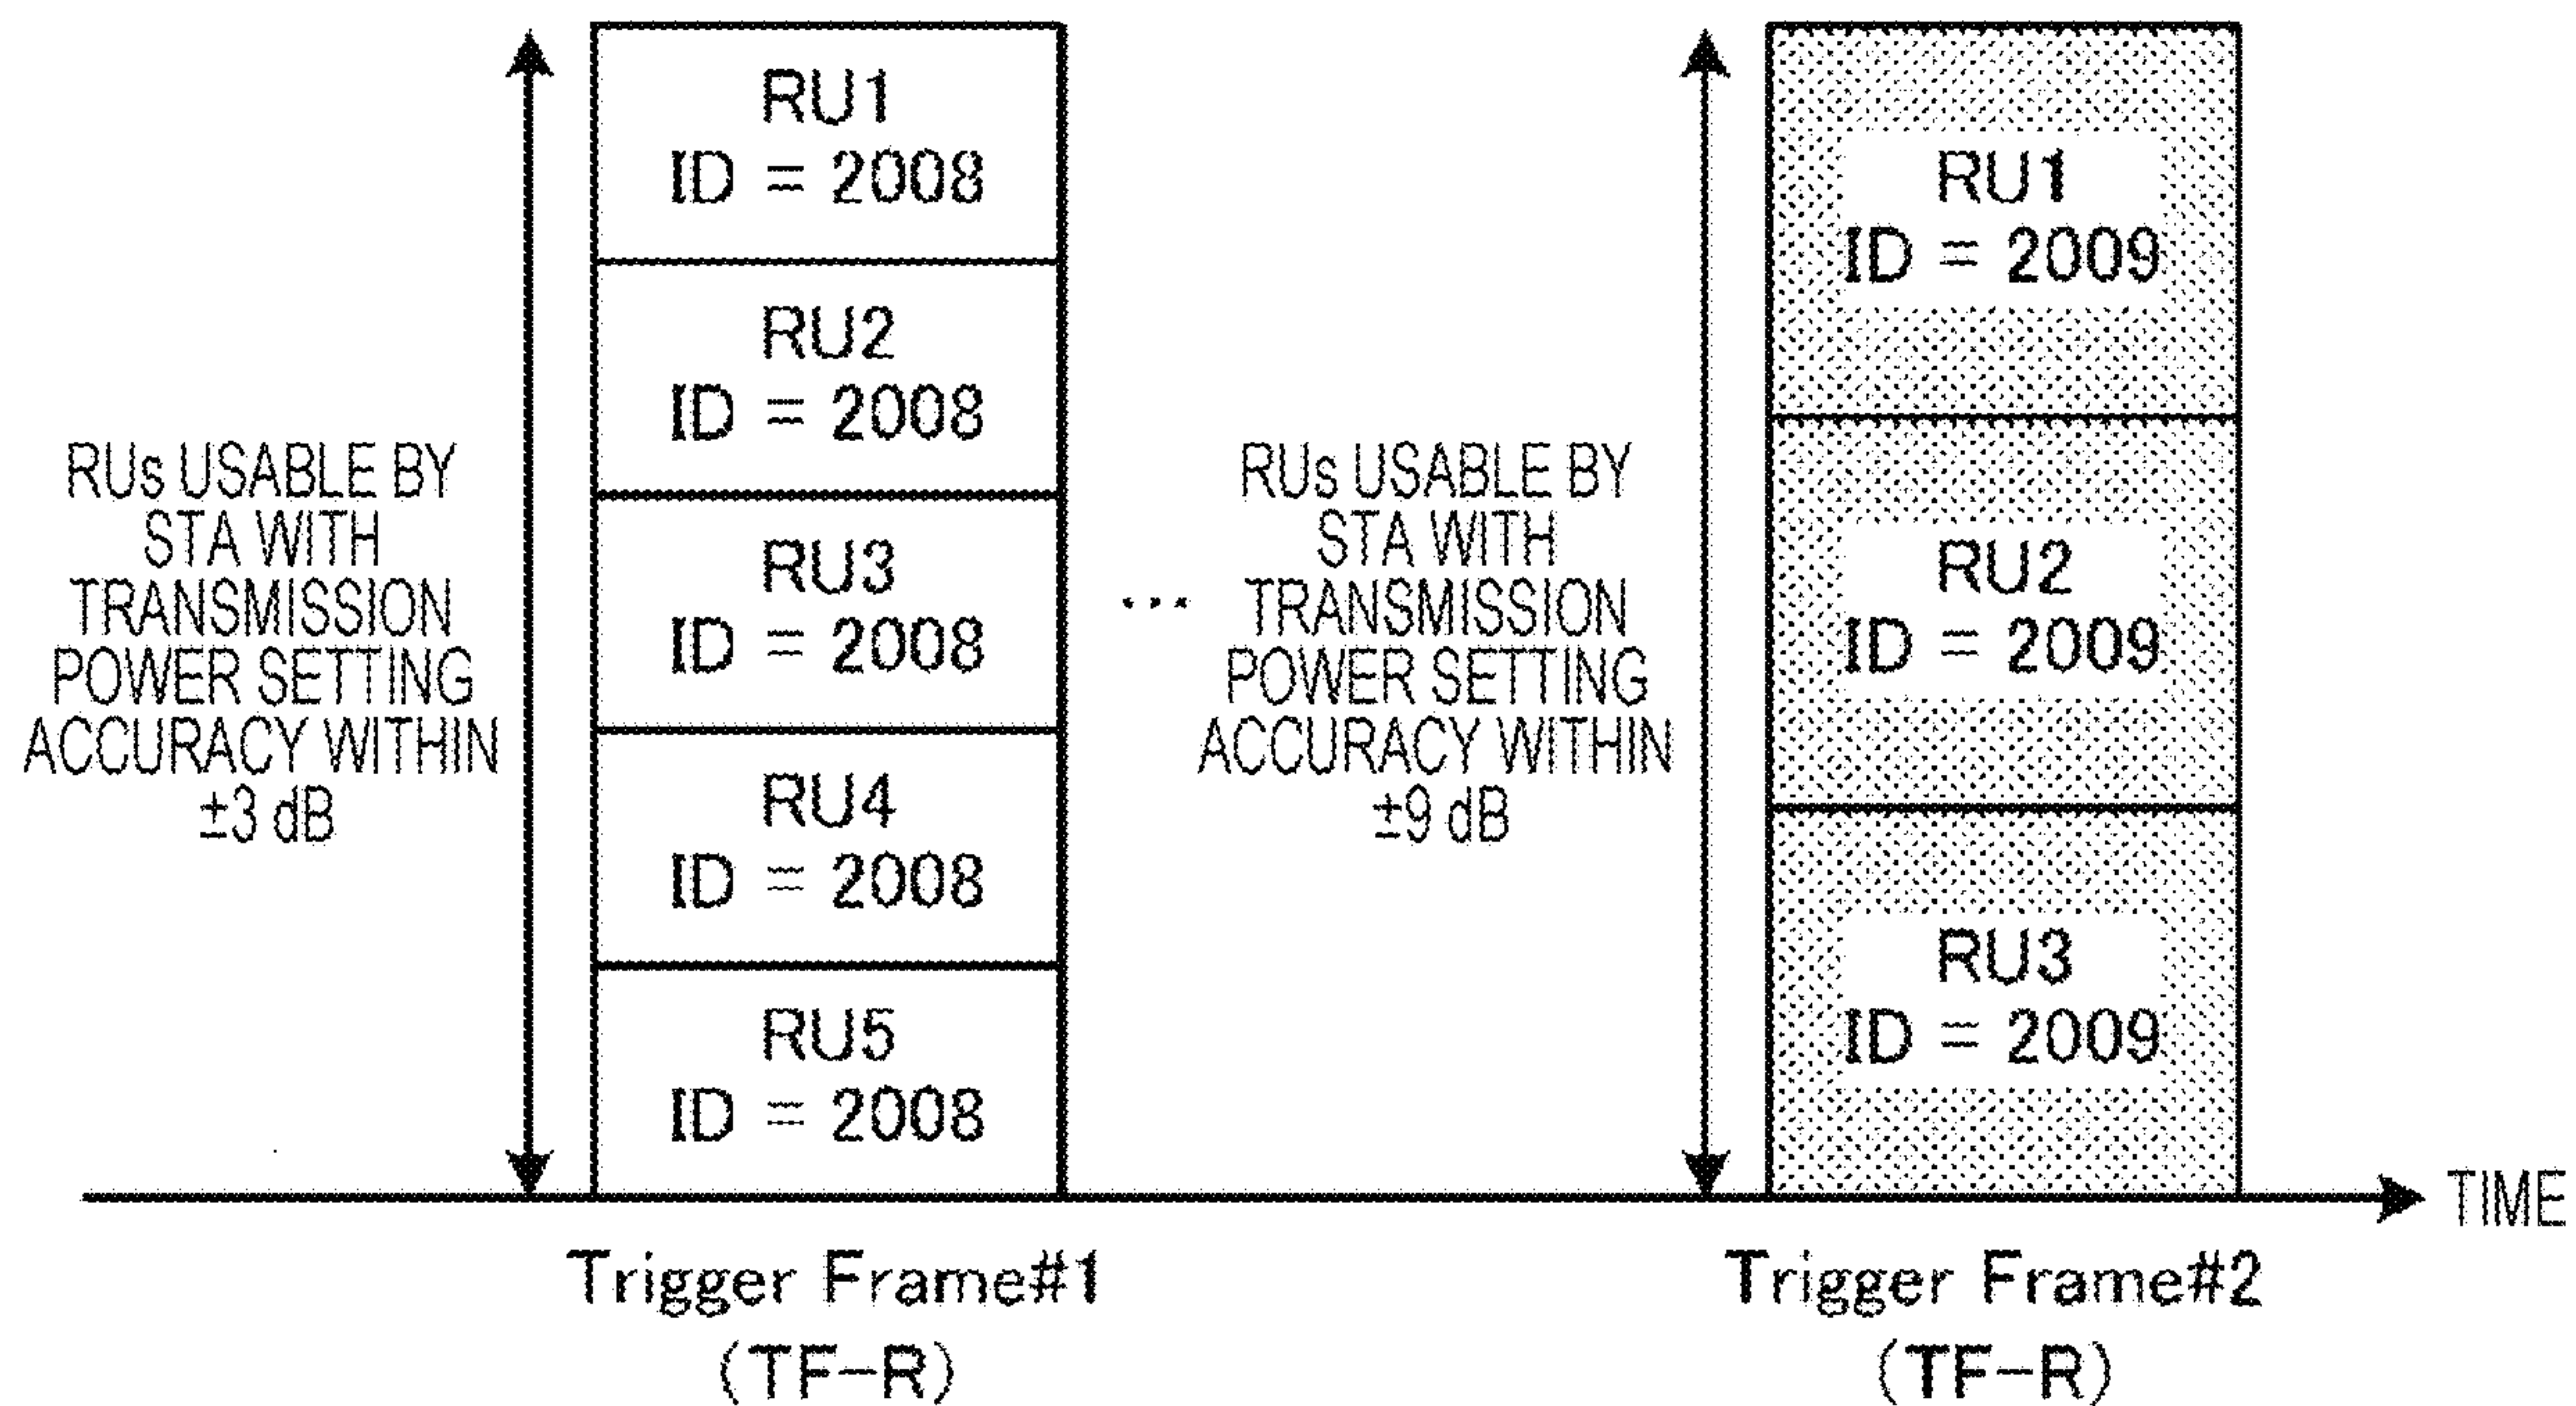 RUs USABLE BY
STA WITH
TRANSMISSION
POWER SETTING
ACCURACY WITHIN
±3 dB
RU1
ID = 2008
RU2
ID = 2008
RU3
ID = 2008
RU4
ID = 2008
RU5
ID = 2008
...
RUs USABLE BY
STA WITH
TRANSMISSION
POWER SETTING
ACCURACY WITHIN
±9 dB
RU1
ID = 2009
RU2
ID = 2009
RU3
ID = 2009
TIME
Trigger Frame#1
(TF-R)
Trigger Frame#2
(TF-R)